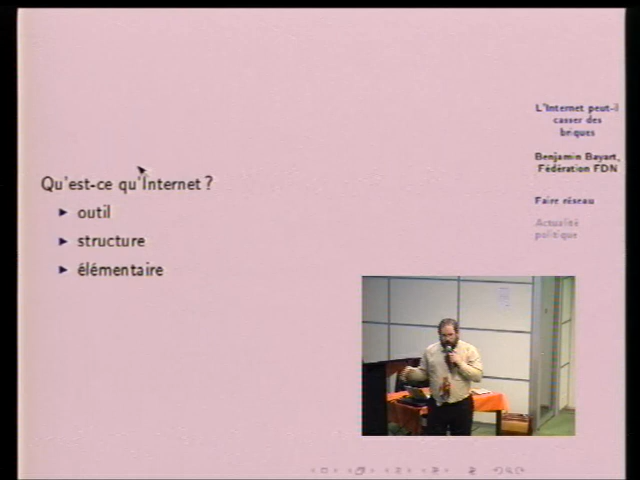 Qu'est-ce qu'Internet ?
outil
structure
élémentaire
L'Internet peut-il
casser des
briques
Benjamin Bayart,
Fédération FDN
Faire réseau
Actualité
politique